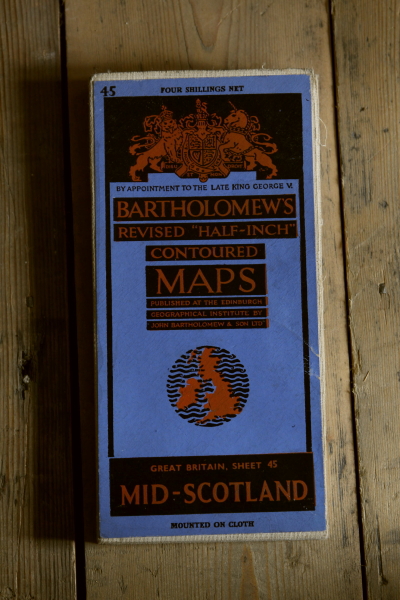 45 FOUR SHILLINGS NET
BY APPOINTMENT TO THE LATE KING GEORGE V.
BARTHOLOMEW'S
REVISED "HALF-INCH"
CONTOURED
MAPS
PUBLISHED AT THE EDINBURGH
GEOGRAPHICAL INSTITUTE BY
JOHN BARTHOLOMEW & SON LTD
GREAT BRITAIN, SHEET 45
MID-SCOTLAND
MOUNTED ON CLOTH